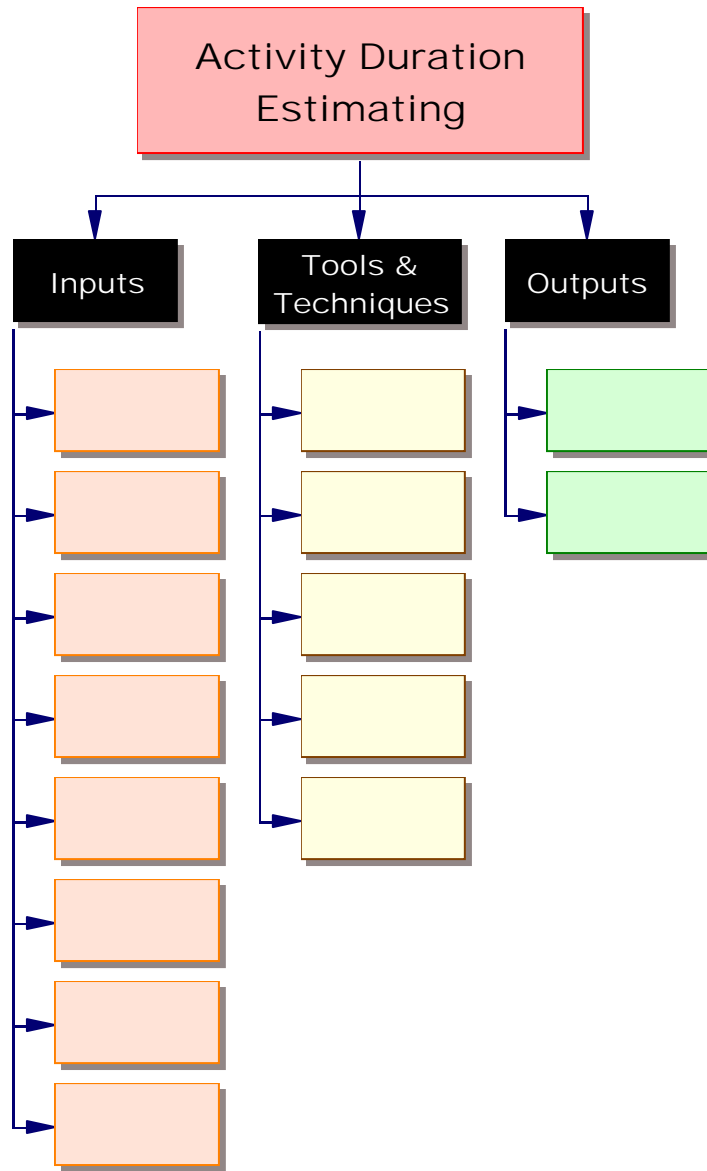 Activity Duration
Estimating
Inputs
Tools &
Techniques
Outputs